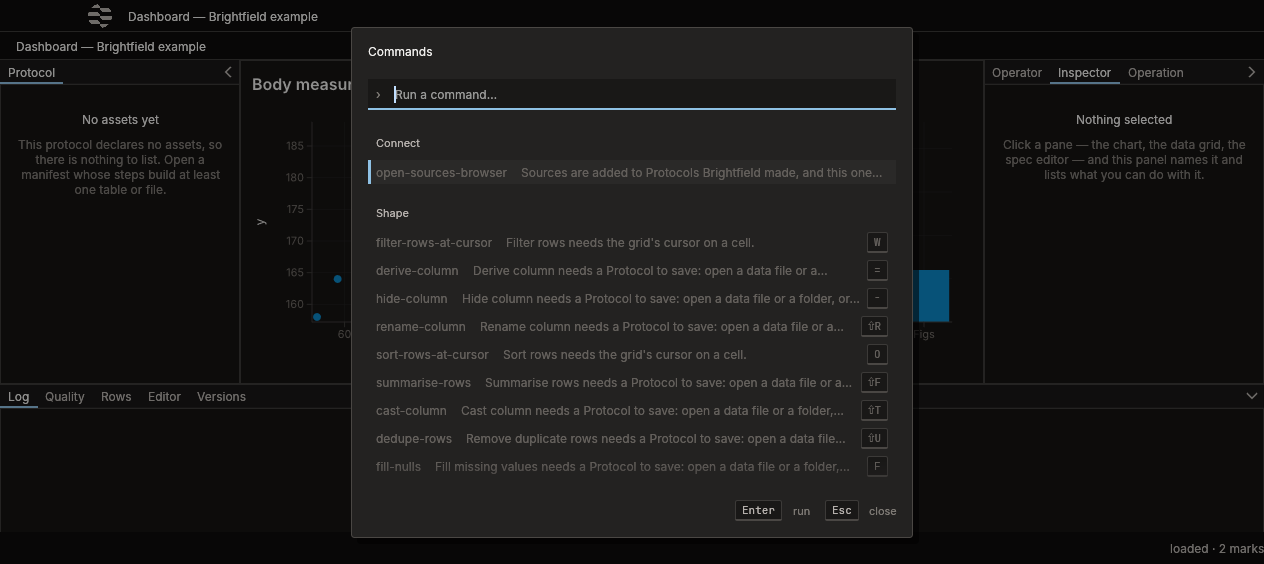 Dashboard — Brightfield example
Dashboard — Brightfield example
Protocol
No assets yet
This protocol declares no assets, so
there is nothing to list. Open a
manifest whose steps build at least
one table or file.
Body measur
185
180
175
170
165
160
y
60
Figs
Commands
› Run a command...
Connect
open-sources-browser Sources are added to Protocols Brightfield made, and this one...
Shape
filter-rows-at-cursor Filter rows needs the grid's cursor on a cell. W
derive-column Derive column needs a Protocol to save: open a data file or a... =
hide-column Hide column needs a Protocol to save: open a data file or a folder, or... -
rename-column Rename column needs a Protocol to save: open a data file or a... ⇧R
sort-rows-at-cursor Sort rows needs the grid's cursor on a cell. O
summarise-rows Summarise rows needs a Protocol to save: open a data file or a... ⇧F
cast-column Cast column needs a Protocol to save: open a data file or a folder,... ⇧T
dedupe-rows Remove duplicate rows needs a Protocol to save: open a data file... ⇧U
fill-nulls Fill missing values needs a Protocol to save: open a data file or a folder,... F
Enter run Esc close
Operator Inspector Operation
Nothing selected
Click a pane — the chart, the data grid, the
spec editor — and this panel names it and
lists what you can do with it.
Log Quality Rows Editor Versions
loaded · 2 marks